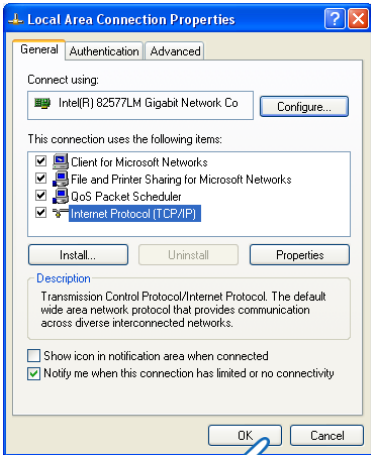 Local Area Connection Properties
General Authentication Advanced
Connect using:
Intel(R) 82577LM Gigabit Network Co
Configure...
This connection uses the following items:
Client for Microsoft Networks
File and Printer Sharing for Microsoft Networks
QoS Packet Scheduler
Internet Protocol (TCP/IP)
Install... Uninstall Properties
Description
Transmission Control Protocol/Internet Protocol. The default
wide area network protocol that provides communication
across diverse interconnected networks.
Show icon in notification area when connected
Notify me when this connection has limited or no connectivity
OK Cancel